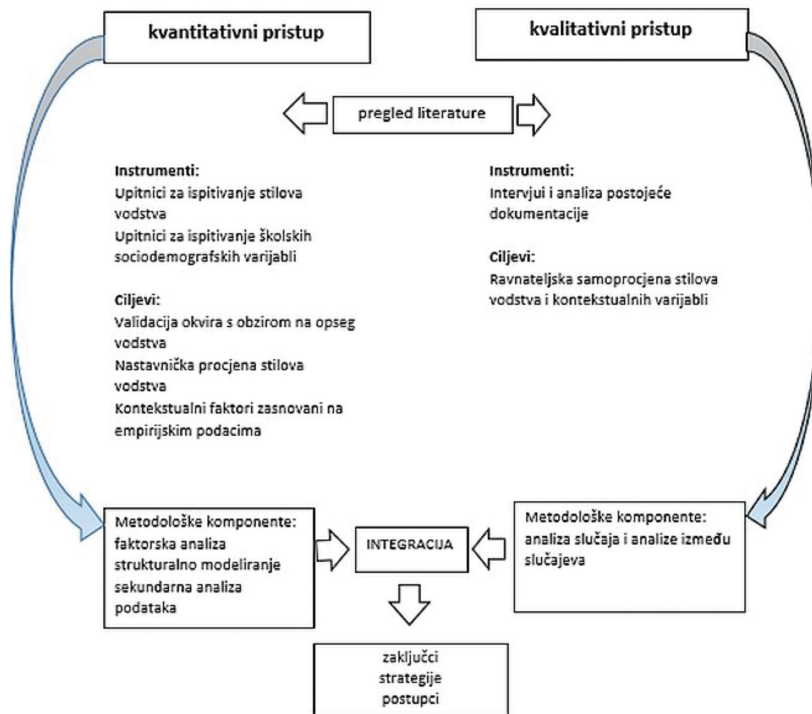 kvantitativni pristup
kvalitativni pristup
pregled literature
Instrumenti:
Upitnici za ispitivanje stilova
vodstva
Upitnici za ispitivanje školskih
sociodemografskih varijabli
Ciljevi:
Validacija okvira s obzirom na opseg
vodstva
Nastavnička procjena stilova
vodstva
Kontekstualni faktori zasnovani na
empirijskim podacima
Instrumenti:
Intervjui i analiza postojeće
dokumentacije
Ciljevi:
Ravnateljska samoprocjena stilova
vodstva i kontekstualnih varijabli
Metodološke komponente:
faktorska analiza
strukturalno modeliranje
sekundarna analiza
podataka
INTEGRACIJA
Metodološke komponente:
analiza slučaja i analize između
slučajeva
zaključci
strategije
postupci